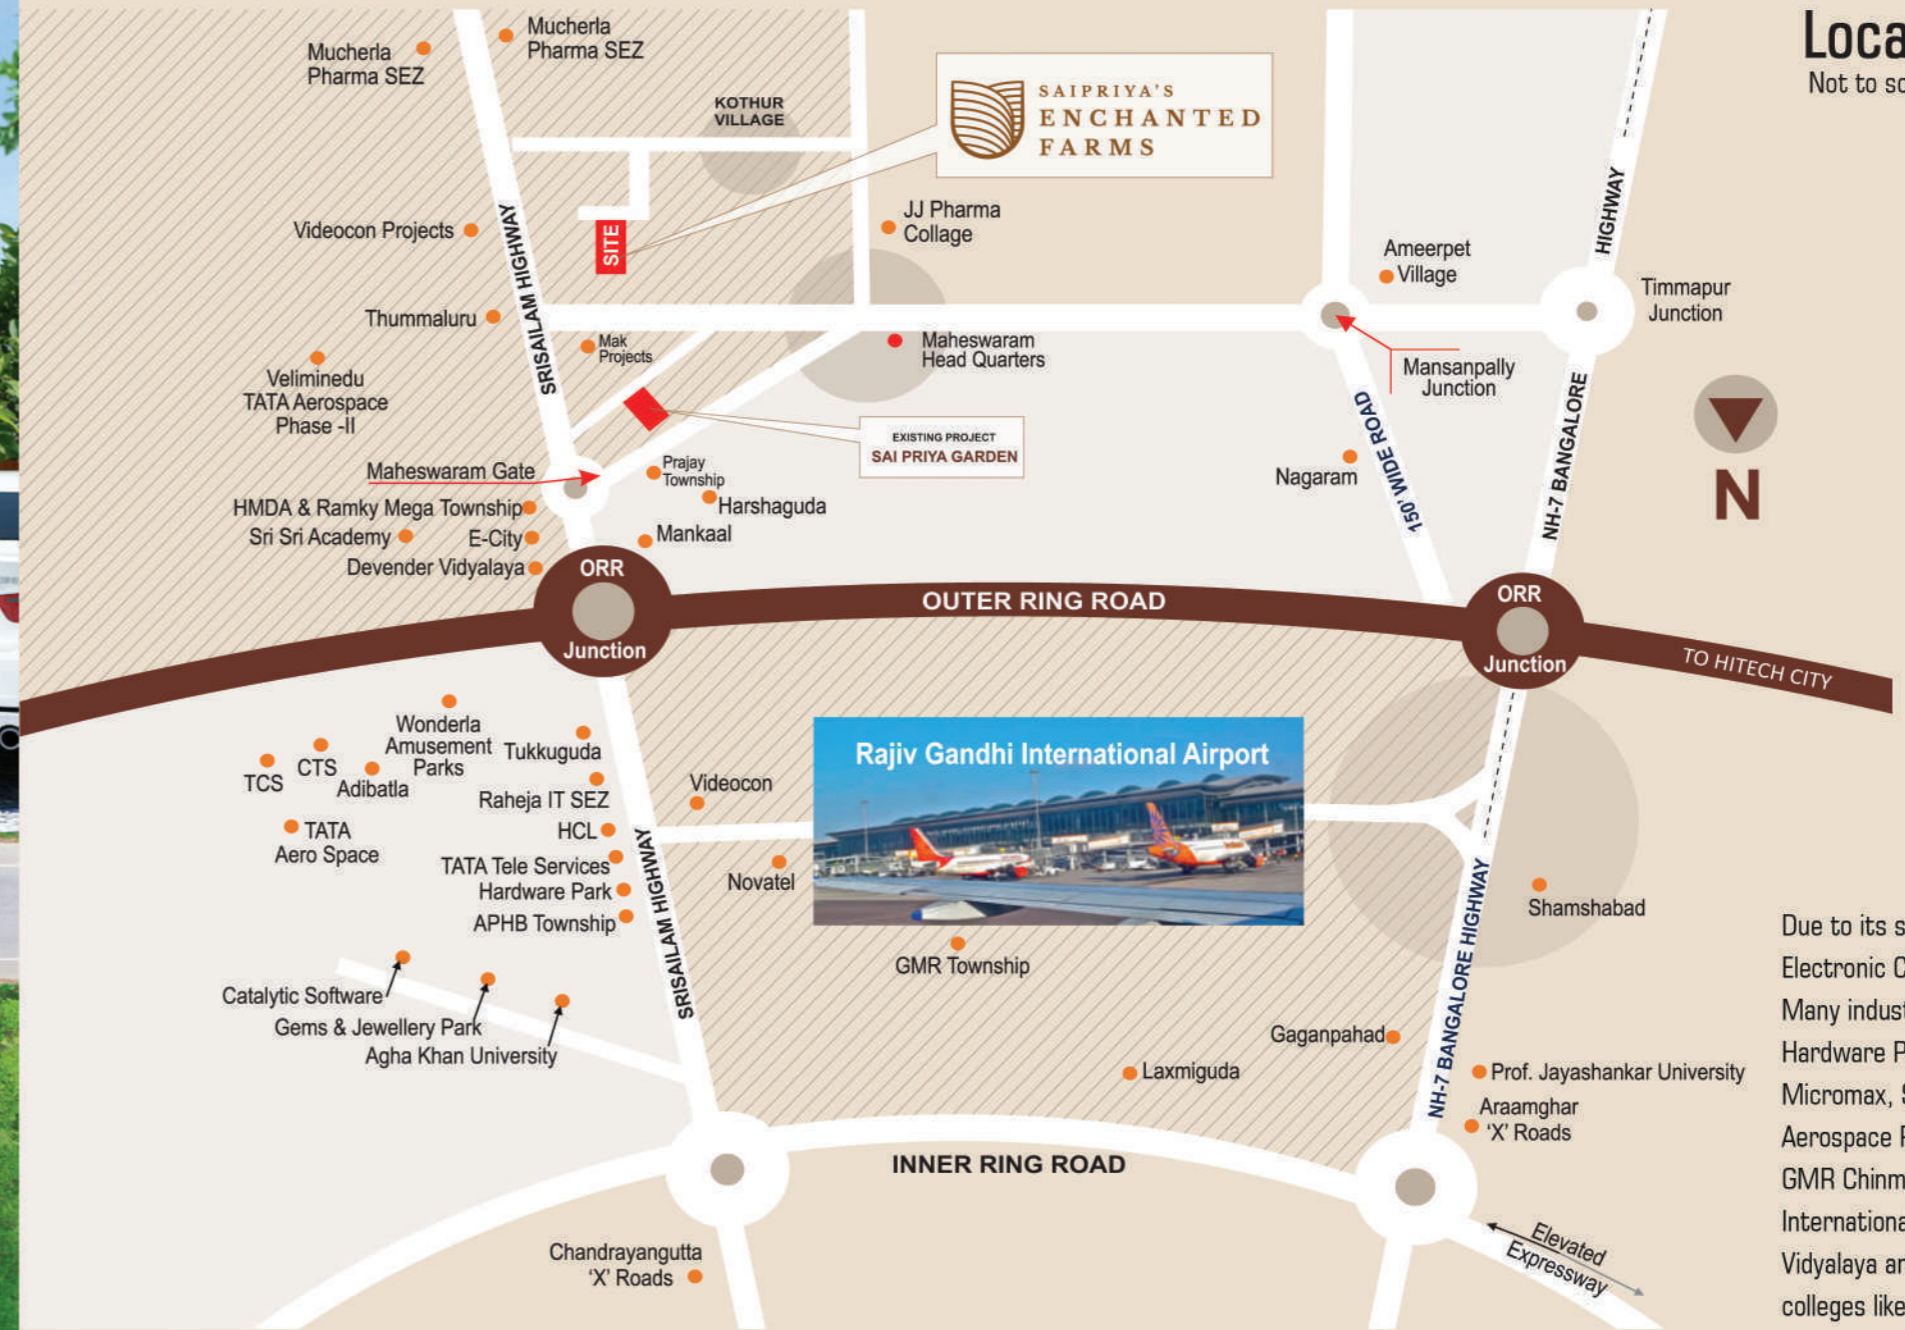 Loca
Not to sc
Mucherla
Pharma SEZ
Mucherla
Pharma SEZ
KOTHUR
VILLAGE
SAIPRIYA'S
ENCHANTED
FARMS
SITE
JJ Pharma
Collage
Videocon Projects
SRISAILAM HIGHWAY
HIGHWAY
Ameerpet
Village
Timmapur
Junction
Thummaluru
Mak
Projects
Maheswaram
Head Quarters
Mansanpally
Junction
Veliminedu
TATA Aerospace
Phase -II
EXISTING PROJECT
SAI PRIYA GARDEN
150' WIDE ROAD
NH-7 BANGALORE
N
Maheswaram Gate
Prajay
Township
Nagaram
Harshaguda
HMDA & Ramky Mega Township
Sri Sri Academy
E-City
Mankaal
Devender Vidyalaya
ORR
Junction
OUTER RING ROAD
ORR
Junction
TO HITECH CITY
Wonderla
Amusement
Parks
Tukkuguda
TCS
CTS
Adibatla
Raheja IT SEZ
Videocon
Rajiv Gandhi International Airport
TATA
Aero Space
HCL
TATA Tele Services
Hardware Park
APHB Township
SRISAILAM HIGHWAY
Novatel
Shamshabad
NH-7 BANGALORE HIGHWAY
GMR Township
Catalytic Software
Gems & Jewellery Park
Agha Khan University
Gaganpahad
Laxmiguda
Prof. Jayashankar University
Araamghar
'X' Roads
INNER RING ROAD
Chandrayangutta
'X' Roads
Elevated
Expressway
Due to its s
Electronic C
Many indust
Hardware P
Micromax, S
Aerospace P
GMR Chinm
Internationa
Vidyalaya an
colleges like